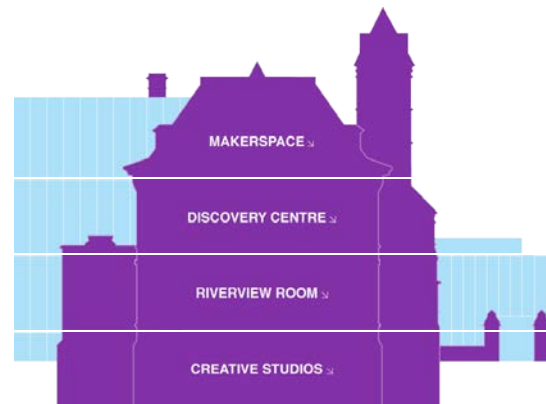 MAKERSPACE ↘
DISCOVERY CENTRE ↘
RIVERVIEW ROOM ↘
CREATIVE STUDIOS ↘